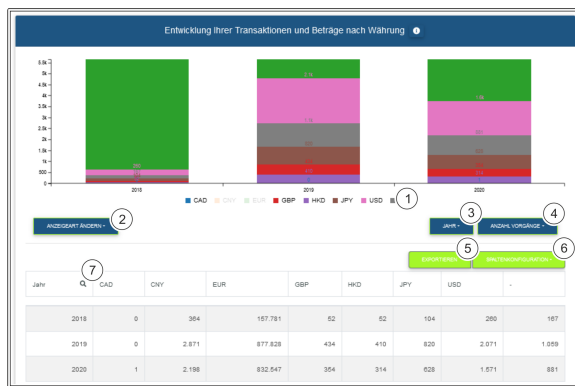 Entwicklung Ihrer Transaktionen und Beträge nach Währung
5.5k
5k
4.5k
4k
3.5k
3k
2.5k
2k
1.5k
1k
500
0
2018 2019 2020
CAD CNY EUR GBP HKD JPY USD
1
2
3
4
ANZEIGEART ÄNDERN JAHR ANZAHL VORGÄNGE
5
6
EXPORTIEREN SPALTENKONFIGURATION
7
Jahr CAD CNY EUR GBP HKD JPY USD -
2018 0 364 157.781 52 52 104 260 167
2019 0 2.871 877.828 434 410 820 2.071 1.059
2020 1 2.198 832.547 354 314 628 1.571 881